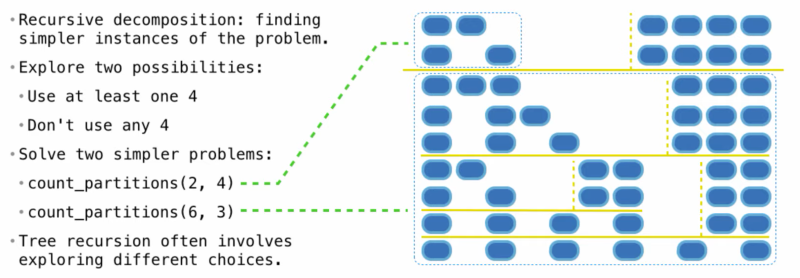 •Recursive decomposition: finding
simpler instances of the problem.
•Explore two possibilities:
•Use at least one 4
•Don't use any 4
•Solve two simpler problems:
•count_partitions(2, 4)
•count_partitions(6, 3)
•Tree recursion often involves
exploring different choices.